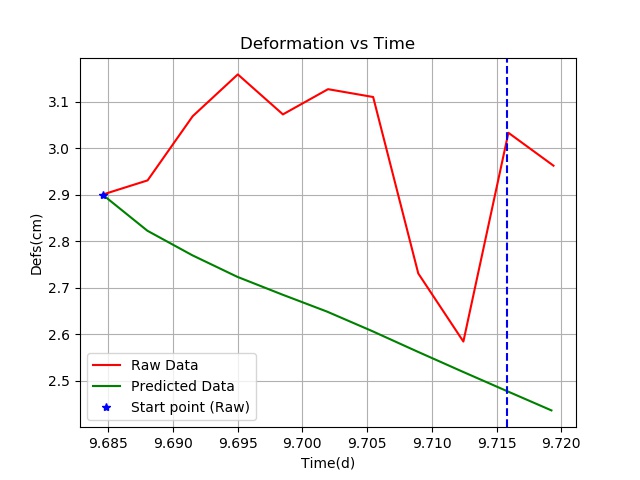 Deformation vs Time
Defs(cm)
3.1
3.0
2.9
2.8
2.7
2.6
2.5
Raw Data
Predicted Data
Start point (Raw)
9.685 9.690 9.695 9.700 9.705 9.710 9.715 9.720
Time(d)